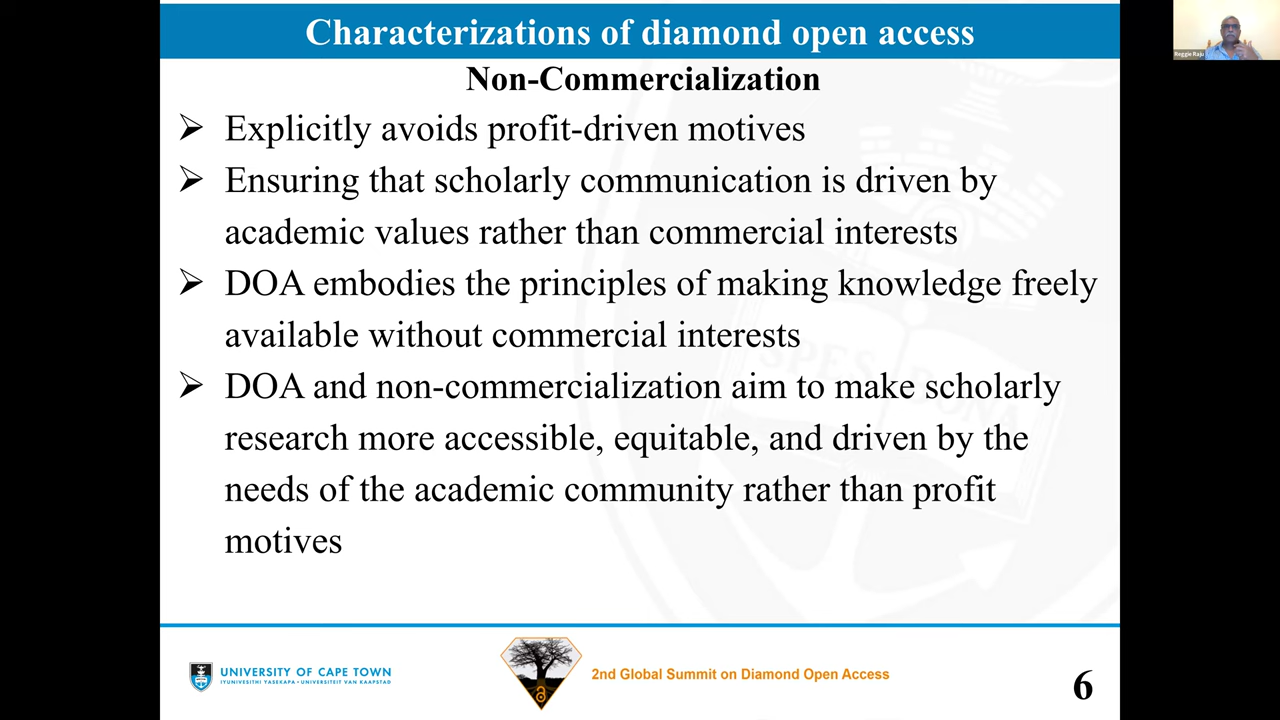 Characterizations of diamond open access
Reggie Raju
Non-Commercialization
➢ Explicitly avoids profit-driven motives
➢ Ensuring that scholarly communication is driven by
academic values rather than commercial interests
➢ DOA embodies the principles of making knowledge freely
available without commercial interests
➢ DOA and non-commercialization aim to make scholarly
research more accessible, equitable, and driven by the
needs of the academic community rather than profit
motives
SPES BONA
UNIVERSITY OF CAPE TOWN
IYUNIVESITHI YASEKAPA • UNIVERSITEIT VAN KAAPSTAD
2nd Global Summit on Diamond Open Access
6